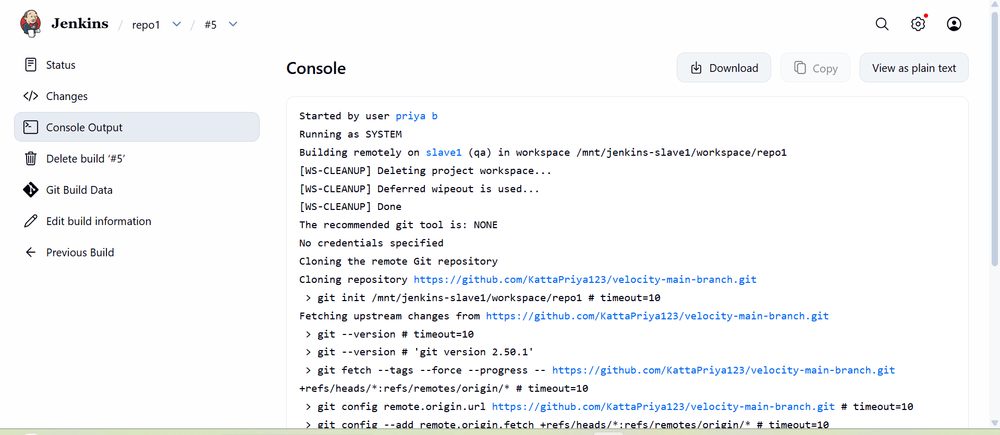 Jenkins / repo1 / #5
Status
Changes
Console Output
Delete build ‘#5’
Git Build Data
Edit build information
Previous Build
Console
Download
Copy
View as plain text
Started by user priya b
Running as SYSTEM
Building remotely on slave1 (qa) in workspace /mnt/jenkins-slave1/workspace/repo1
[WS-CLEANUP] Deleting project workspace...
[WS-CLEANUP] Deferred wipeout is used...
[WS-CLEANUP] Done
The recommended git tool is: NONE
No credentials specified
Cloning the remote Git repository
Cloning repository https://github.com/KattaPriya123/velocity-main-branch.git
> git init /mnt/jenkins-slave1/workspace/repo1 # timeout=10
Fetching upstream changes from https://github.com/KattaPriya123/velocity-main-branch.git
> git --version # timeout=10
> git --version # 'git version 2.50.1'
> git fetch --tags --force --progress -- https://github.com/KattaPriya123/velocity-main-branch.git
+refs/heads/*:refs/remotes/origin/* # timeout=10
> git config remote.origin.url https://github.com/KattaPriya123/velocity-main-branch.git # timeout=10
> git config --add remote.origin.fetch +refs/heads/*:refs/remotes/origin/* # timeout=10